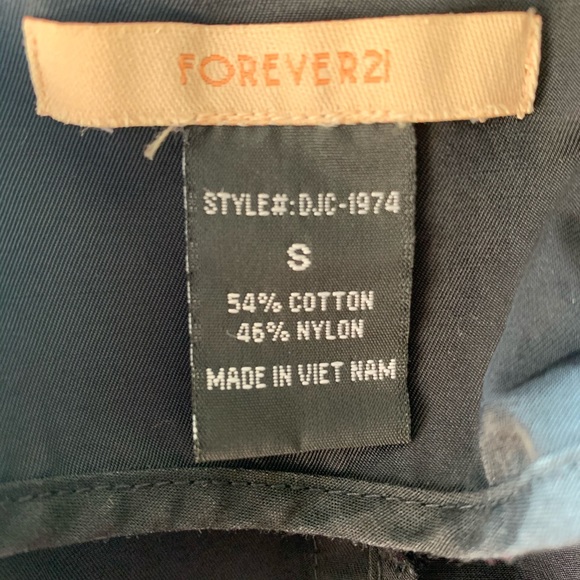 FOREVER21
STYLE#:DJC-1974
S
54% COTTON
46% NYLON
MADE IN VIET NAM